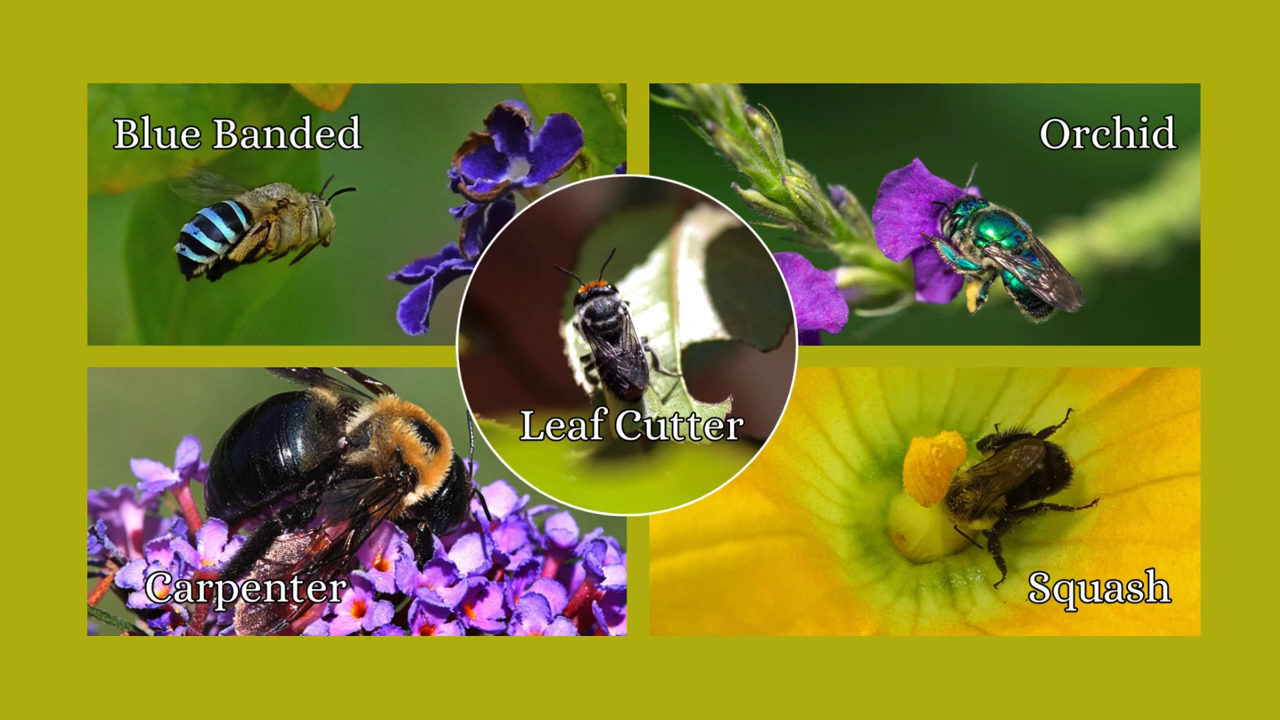 Blue Banded
Orchid
Leaf Cutter
Carpenter
Squash